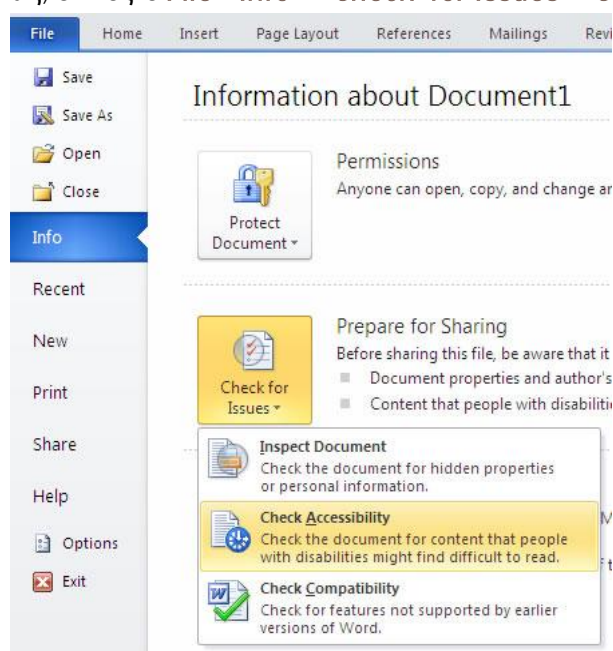 File Home Insert Page Layout References Mailings
Save
Save As
Open
Close
Info
Recent
New
Print
Share
Help
Options
Exit
Information about Document1
Protect
Document
Permissions
Anyone can open, copy, and change
Check for
Issues
Prepare for Sharing
Before sharing this file, be aware that it
Document properties and author's
Content that people with
Inspect Document
Check the document for hidden properties
or personal information.
Check Accessibility
Check the document for content that people
with disabilities might find difficult to read.
Check Compatibility
Check for features not supported by earlier
versions of Word.